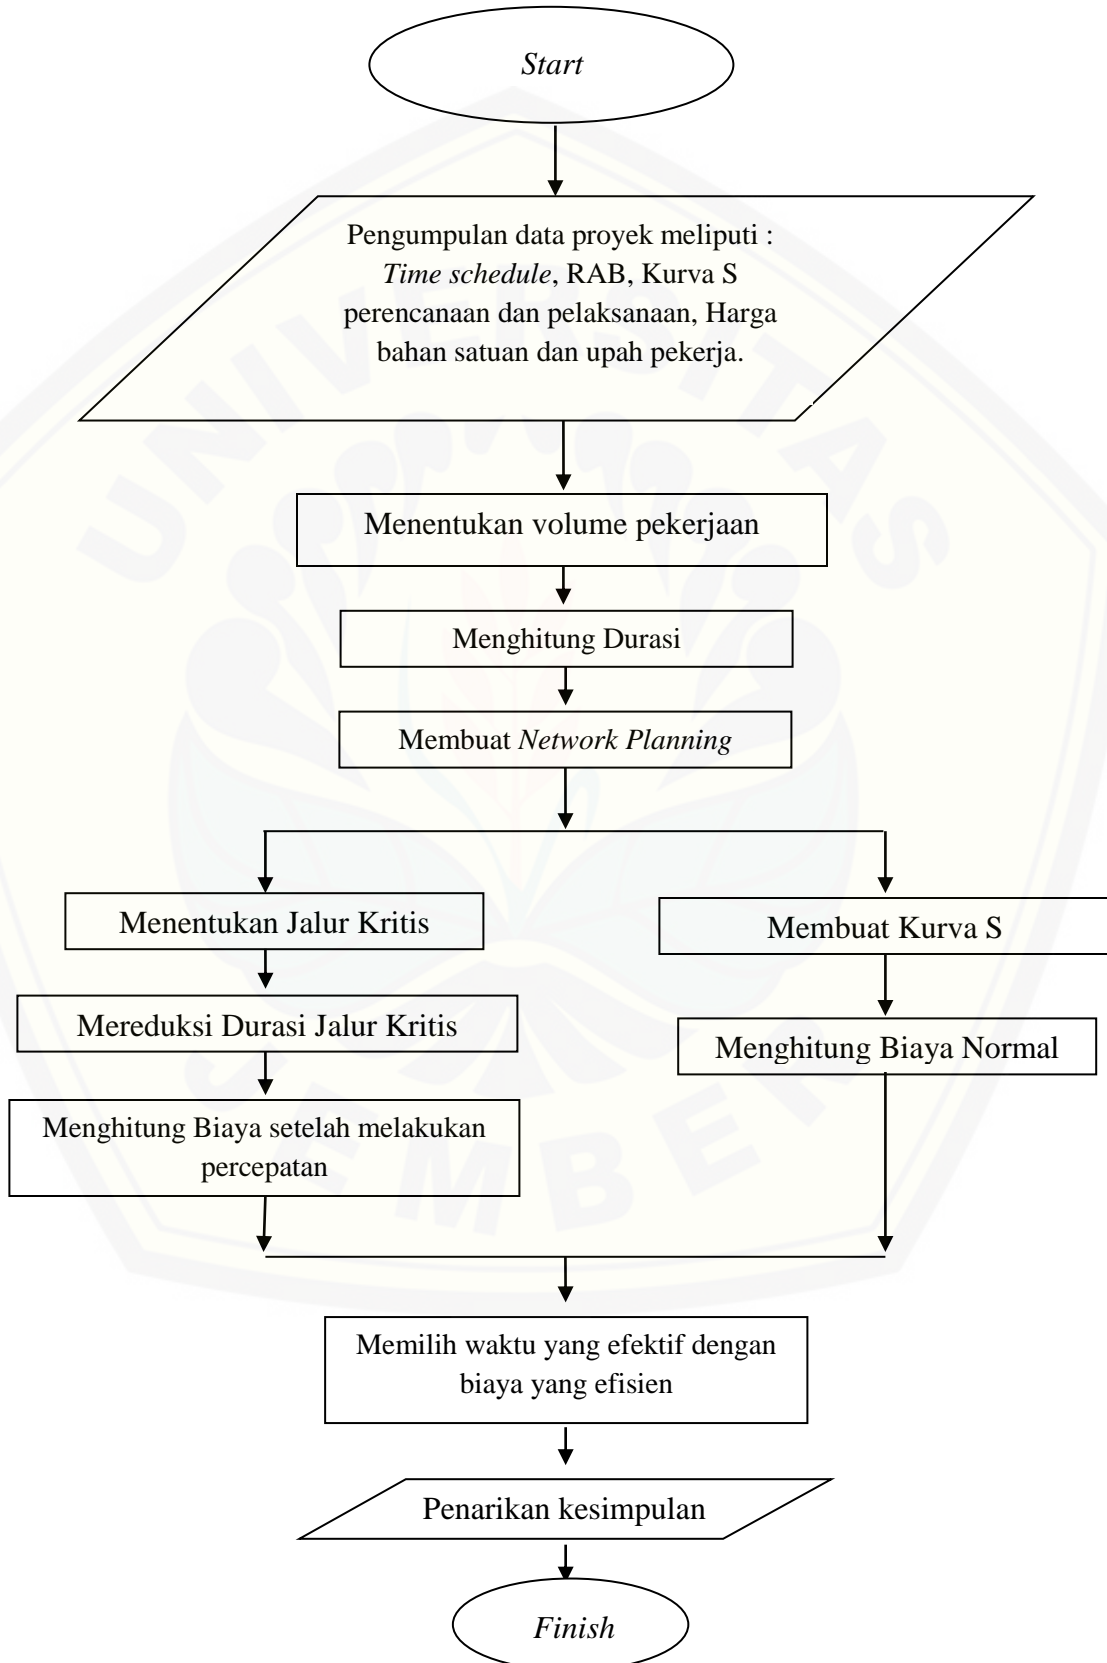 Start
Pengumpulan data proyek meliputi :
Time schedule, RAB, Kurva S
perencanaan dan pelaksanaan, Harga
bahan satuan dan upah pekerja.
Menentukan volume pekerjaan
Menghitung Durasi
Membuat Network Planning
Menentukan Jalur Kritis
Mereduksi Durasi Jalur Kritis
Menghitung Biaya setelah melakukan
percepatan
Membuat Kurva S
Menghitung Biaya Normal
Memilih waktu yang efektif dengan
biaya yang efisien
Penarikan kesimpulan
Finish
UNIVERSITAS
JEMBER